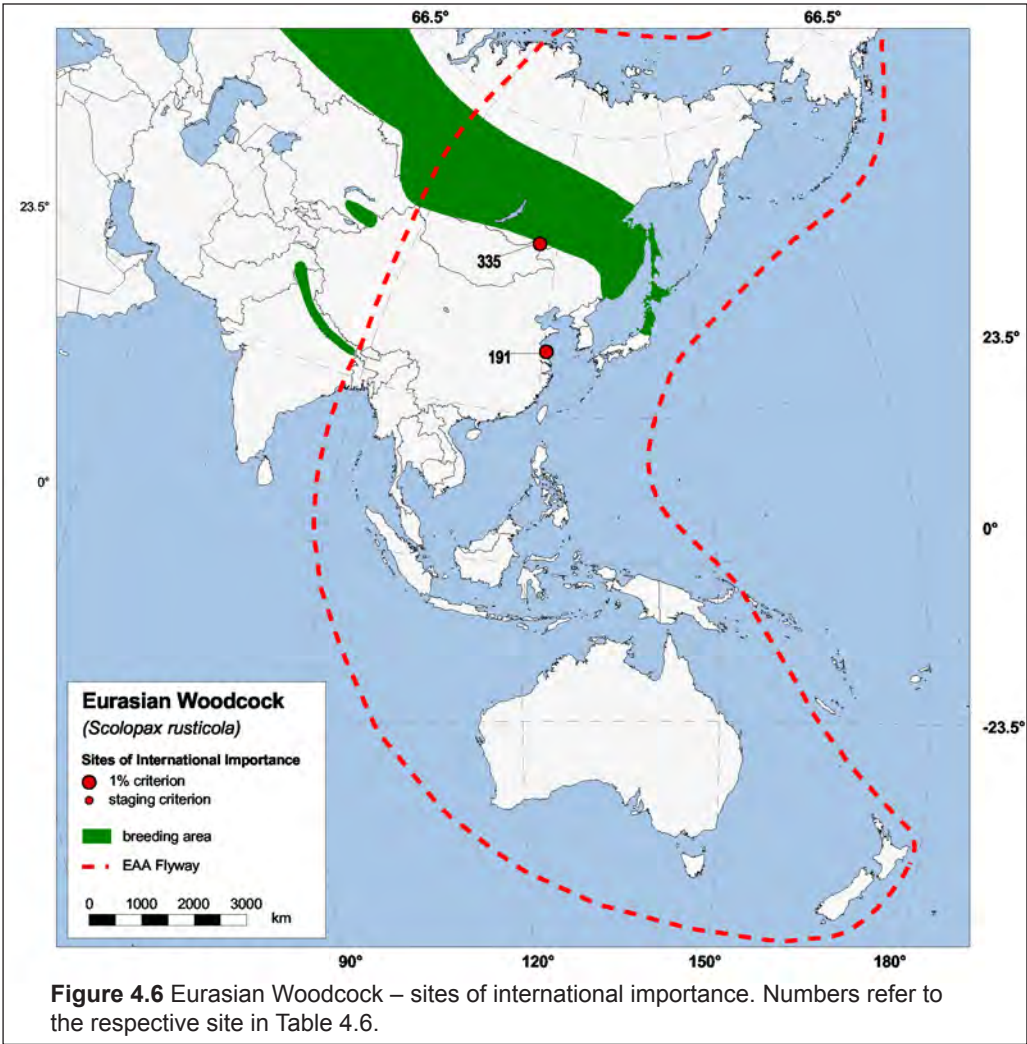 66.5° 66.5°
23.5°
335
23.5°
191
0°
0°
-23.5°
Eurasian Woodcock
(Scolopax rusticola)
Sites of International Importance
1% criterion
staging criterion
breeding area
EAA Flyway
0 1000 2000 3000
km
90° 120° 150° 180°
Figure 4.6 Eurasian Woodcock – sites of international importance. Numbers refer to
the respective site in Table 4.6.